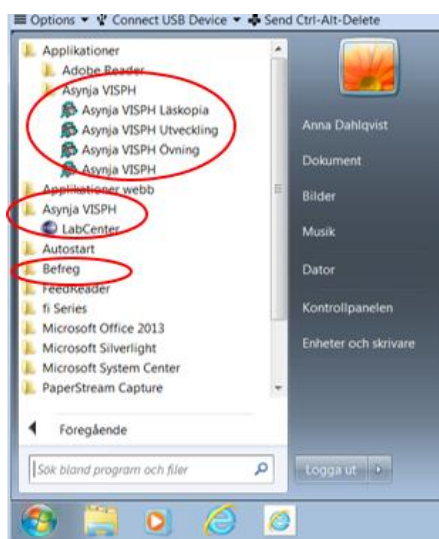 Options Connect USB Device Send Ctrl-Alt-Delete
Applikationer
Adobe Reader
Asynja VISPH
Asynja VISPH Läskopia
Asynja VISPH Utveckling
Asynja VISPH Övning
Asynja VISPH
Applikationer webb
Asynja VISPH
LabCenter
Autostart
Befreg
FeedReader
fi Series
Microsoft Office 2013
Microsoft Silverlight
Microsoft System Center
PaperStream Capture
Föregående
Sök bland program och filer
Anna Dahlqvist
Dokument
Bilder
Musik
Dator
Kontrollpanelen
Enheter och skrivare
Logga ut